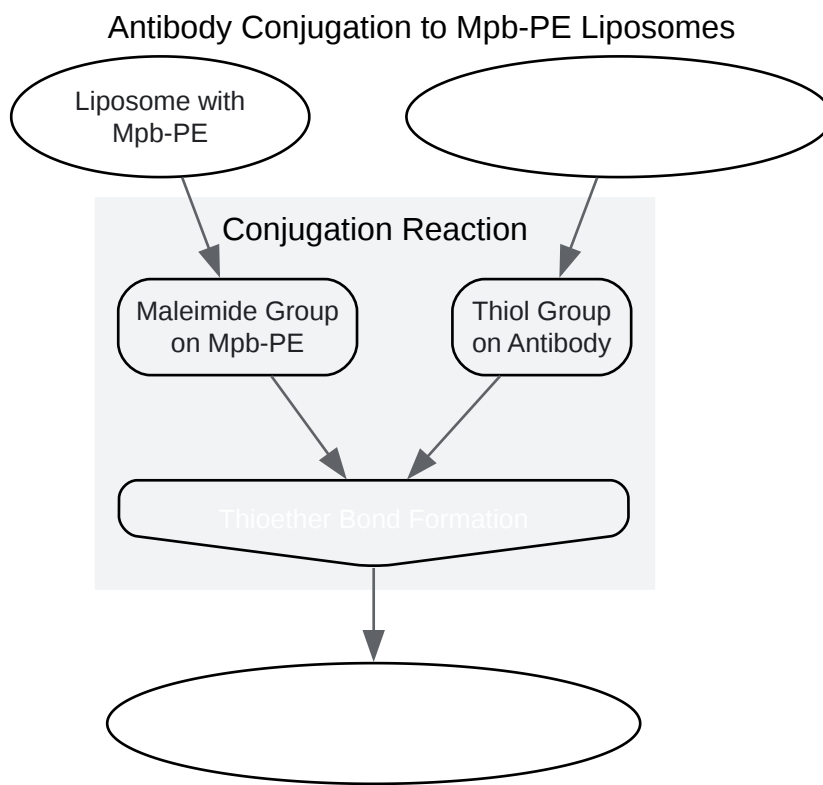 Antibody Conjugation to Mpb-PE Liposomes
Liposome with
Mpb-PE
Conjugation Reaction
Maleimide Group
on Mpb-PE
Thiol Group
on Antibody
Thioether Bond Formation